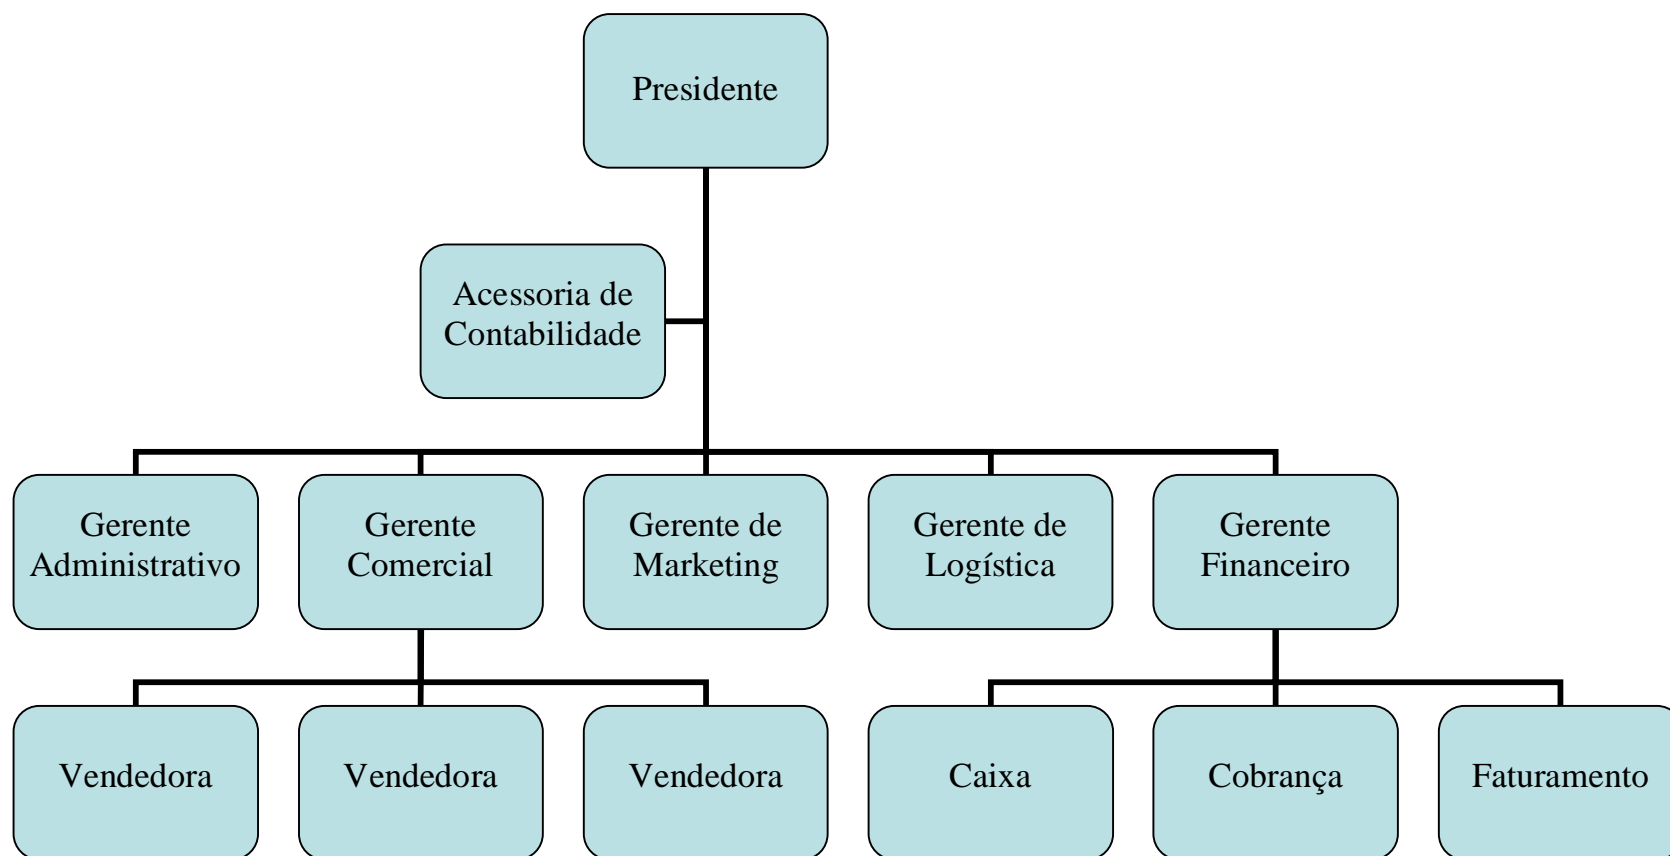 Presidente
Acessoria de
Contabilidade
Gerente
Administrativo
Gerente
Comercial
Gerente de
Marketing
Gerente de
Logística
Gerente
Financeiro
Vendedora
Vendedora
Vendedora
Caixa
Cobrança
Faturamento